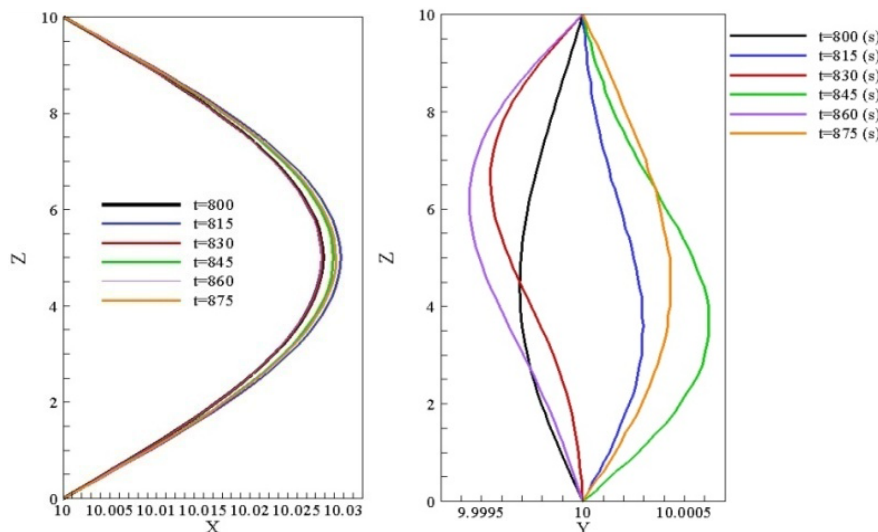 10
8
6
4
2
0
Z
t=800
t=815
t=830
t=845
t=860
t=875
10 10.005 10.01 10.015 10.02 10.025 10.03
X
10
8
6
4
2
0
Z
t=800 (s)
t=815 (s)
t=830 (s)
t=845 (s)
t=860 (s)
t=875 (s)
9.9995 10 10.0005
Y